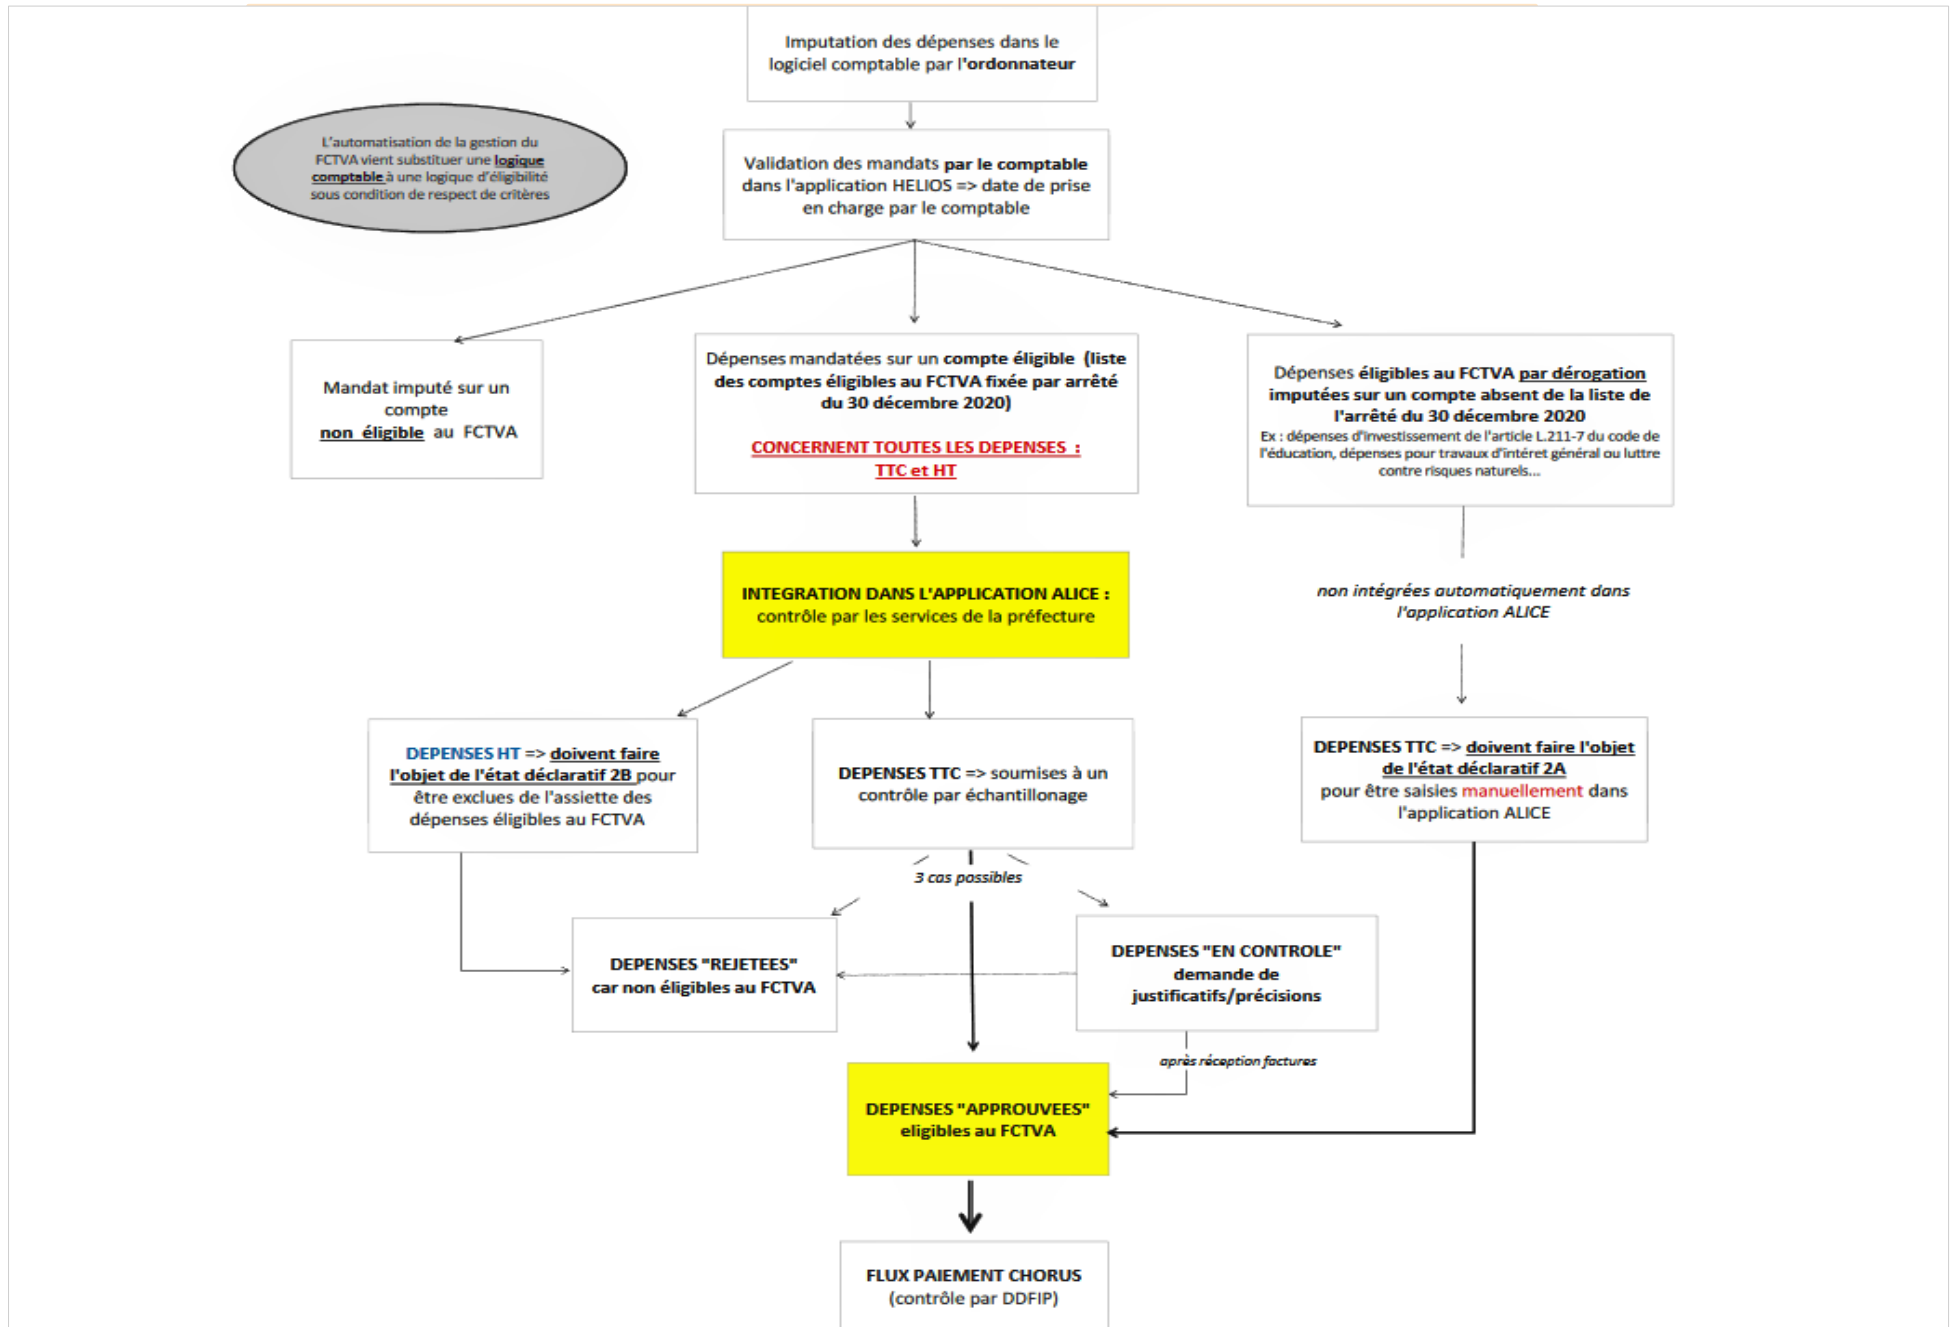 Imputation des dépenses dans le
logiciel comptable par l'ordonnateur
L'automatisation de la gestion du
FCTVA vient substituer une logique
comptable à une logique d'éligibilité
sous condition de respect de critères
Validation des mandats par le comptable
dans l'application HELIOS => date de prise
en charge par le comptable
Mandat imputé sur un
compte
non éligible au FCTVA
Dépenses mandatées sur un compte éligible (liste
des comptes éligibles au FCTVA fixée par arrêté
du 30 décembre 2020)
CONCERNENT TOUTES LES DEPENSES :
TTC et HT
Dépenses éligibles au FCTVA par dérogation
imputées sur un compte absent de la liste de
l'arrêté du 30 décembre 2020
Ex : dépenses d'investissement de l'article L.211-7 du code de
l'éducation, dépenses pour travaux d'intéret général ou luttre
contre risques naturels...
INTEGRATION DANS L'APPLICATION ALICE :
contrôle par les services de la préfecture
non intégrées automatiquement dans
l'application ALICE
DEPENSES HT => doivent faire
l'objet de l'état déclaratif 2B pour
être exclues de l'assiette des
dépenses éligibles au FCTVA
DEPENSES TTC => soumises à un
contrôle par échantillonage
DEPENSES TTC => doivent faire l'objet
de l'état déclaratif 2A
pour être saisies manuellement dans
l'application ALICE
3 cas possibles
DEPENSES "REJETEES"
car non éligibles au FCTVA
DEPENSES "EN CONTROLE"
demande de
justificatifs/précisions
après réception factures
DEPENSES "APPROUVEES"
eligibles au FCTVA
FLUX PAIEMENT CHORUS
(contrôle par DDFIP)